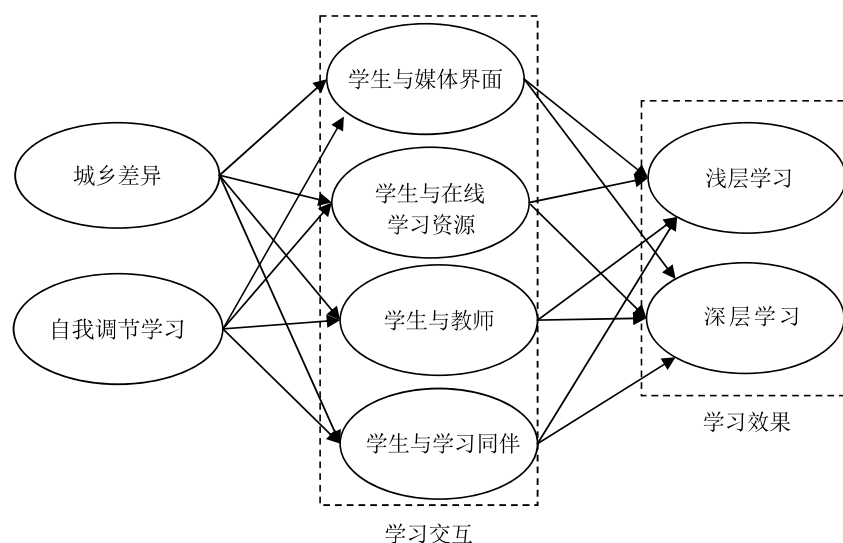 学生与媒体界面
城乡差异
学生与在线
学习资源
浅层学习
自我调节学习
学生与教师
深层学习
学生与学习同伴
学习效果
学习交互